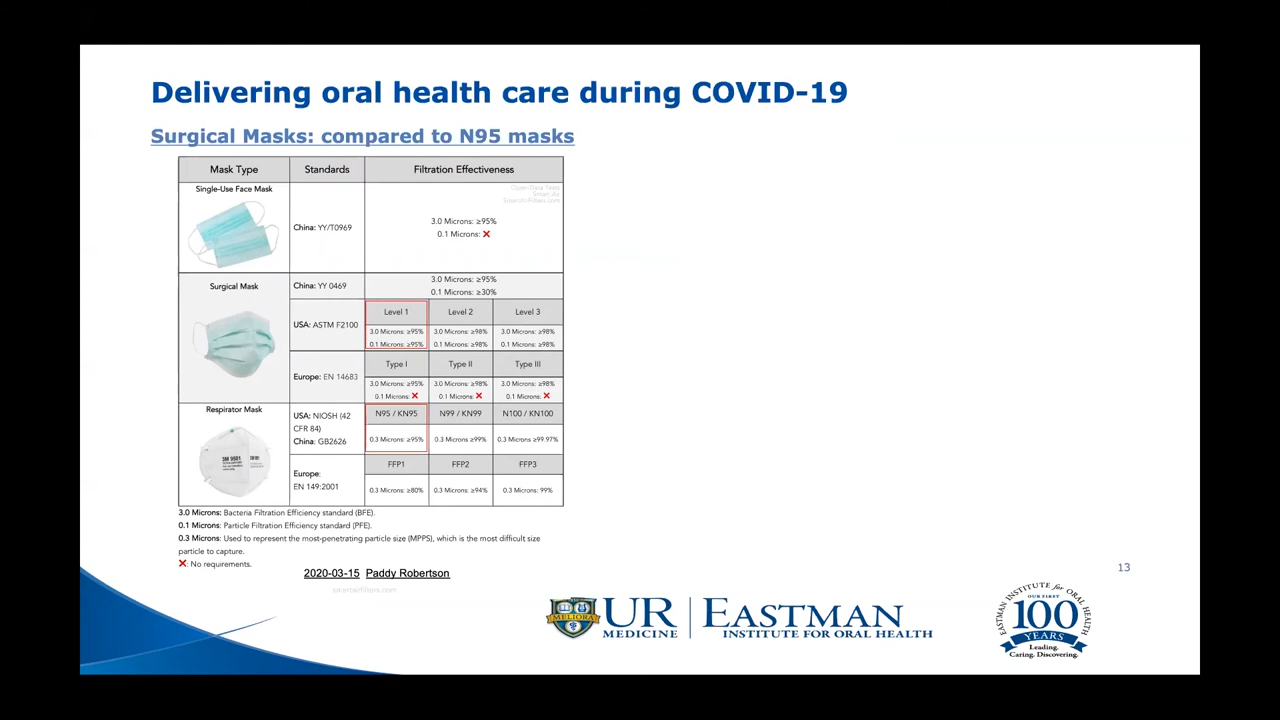 Delivering oral health care during COVID-19
Surgical Masks: compared to N95 masks
Mask Type Standards Filtration Effectiveness
Single-Use Face Mask
China: YY/T0969
3.0 Microns: ≥95%
0.1 Microns: ❌
Surgical Mask
China: YY 0469
3.0 Microns: ≥95%
0.1 Microns: ≥30%
USA: ASTM F2100
Level 1 Level 2 Level 3
3.0 Microns: ≥95% 3.0 Microns: ≥98% 3.0 Microns: ≥98%
0.1 Microns: ≥95% 0.1 Microns: ≥98% 0.1 Microns: ≥98%
Europe: EN 14683
Type I Type II Type III
3.0 Microns: ≥95% 3.0 Microns: ≥98% 3.0 Microns: ≥98%
0.1 Microns: ❌ 0.1 Microns: ❌ 0.1 Microns: ❌
Respirator Mask
3M 9501
USA: NIOSH (42
CFR 84)
China: GB2626
N95 / KN95 N99 / KN99 N100 / KN100
0.3 Microns: ≥95% 0.3 Microns ≥99% 0.3 Microns ≥99.97%
Europe:
EN 149:2001
FFP1 FFP2 FFP3
0.3 Microns: ≥80% 0.3 Microns: ≥94% 0.3 Microns: 99%
3.0 Microns: Bacteria Filtration Efficiency standard (BFE).
0.1 Microns: Particle Filtration Efficiency standard (PFE).
0.3 Microns: Used to represent the most-penetrating particle size (MPPS), which is the most difficult size
particle to capture.
❌: No requirements.
2020-03-15 Paddy Robertson
smartairfilters.com
13
MELIORA
UR
MEDICINE
EASTMAN
INSTITUTE FOR ORAL HEALTH
EASTMAN INSTITUTE for ORAL HEALTH
OUR FIRST
100
YEARS
Leading.
Caring. Discovering.